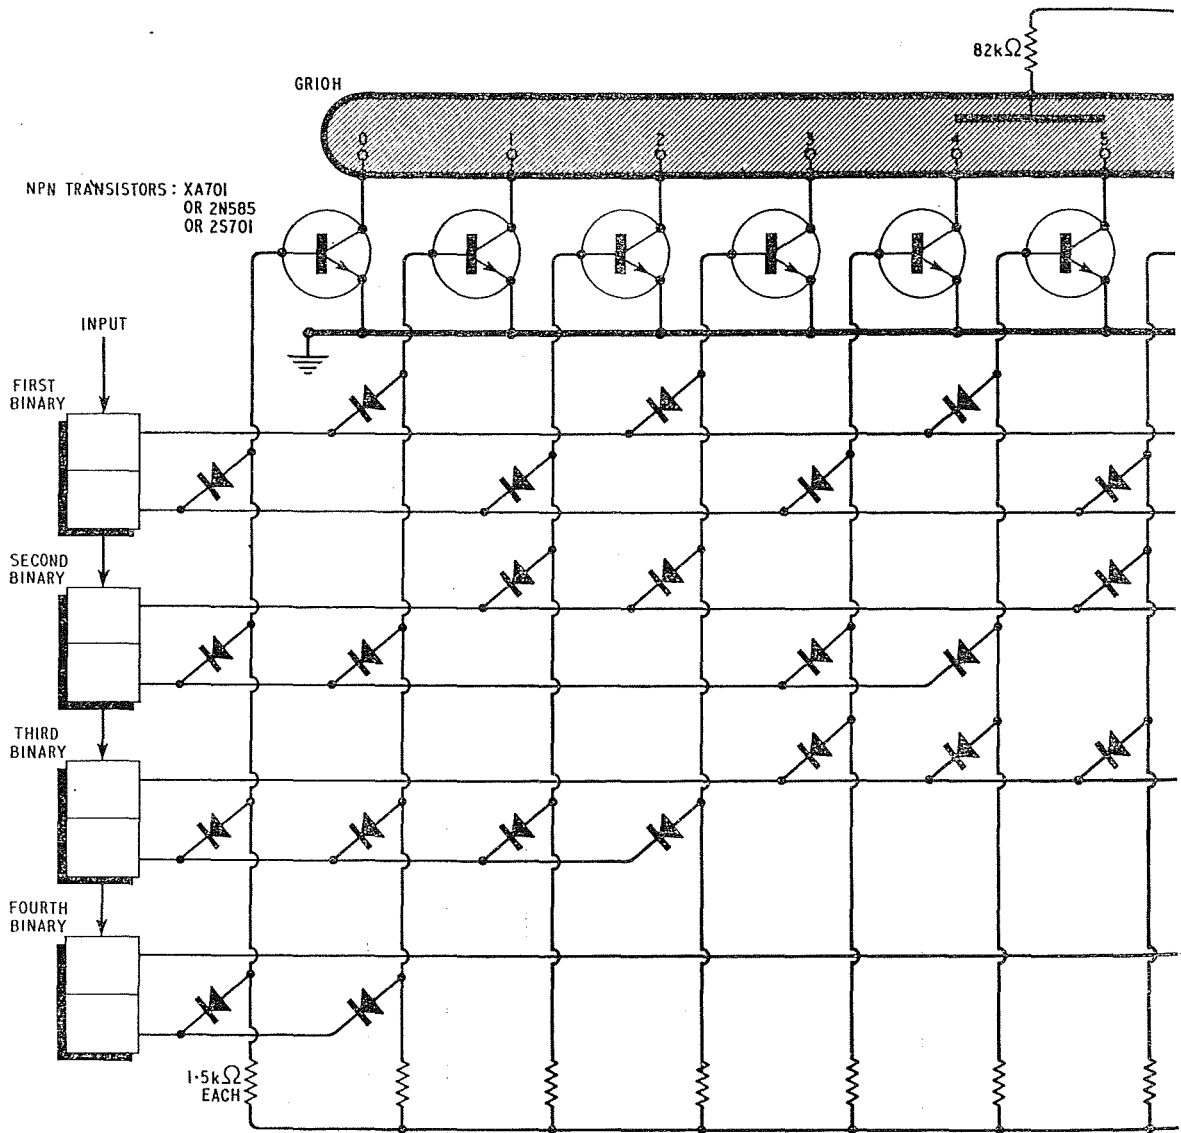 82kΩ
GRIOH
0 1 2 3 4 5
NPN TRANSISTORS: XA701
OR 2N585
OR 2S701
INPUT
FIRST
BINARY
SECOND
BINARY
THIRD
BINARY
FOURTH
BINARY
1·5kΩ
EACH